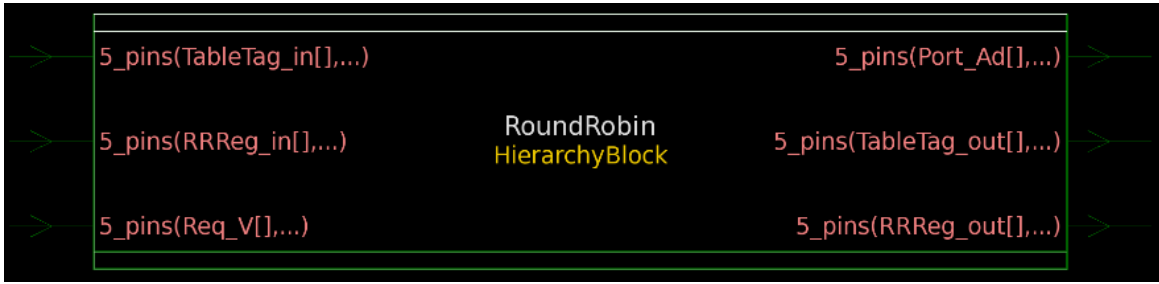 5_pins(TableTag_in[],...)
5_pins(Port_Ad[],...)
RoundRobin
5_pins(RRReg_in[],...)
HierarchyBlock
5_pins(TableTag_out[],...)
5_pins(Req_V[],...)
5_pins(RRReg_out[],...)